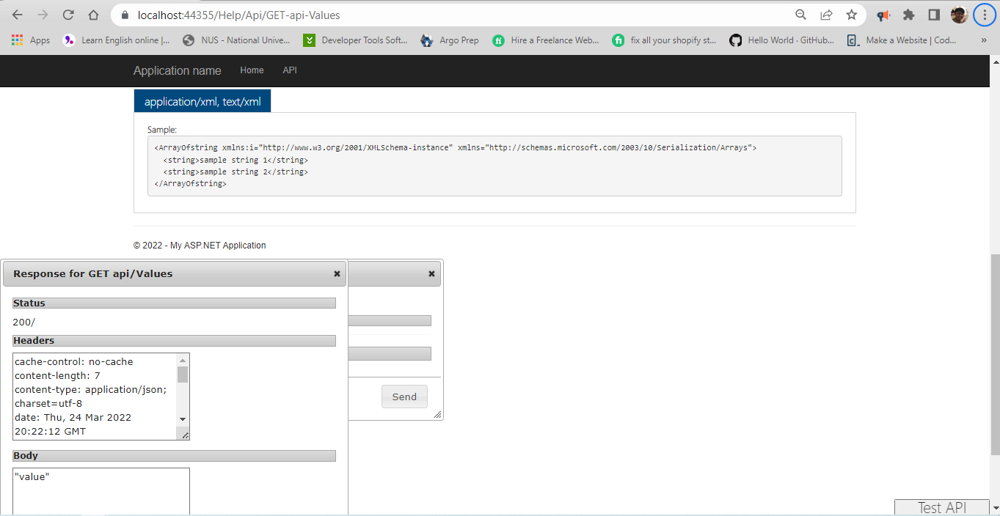 localhost:44355/Help/Api/GET-api-Values
Apps
Learn English online |...
NUS - National Unive...
Developer Tools Soft...
Argo Prep
Hire a Freelance Web...
fix all your shopify st...
Hello World · GitHub...
Make a Website | Cod...
»
Application name Home API
application/xml, text/xml
Sample:
<ArrayOfstring xmlns:i="http://www.w3.org/2001/XMLSchema-instance" xmlns="http://schemas.microsoft.com/2003/10/Serialization/Arrays">
  <string>sample string 1</string>
  <string>sample string 2</string>
</ArrayOfstring>
© 2022 - My ASP.NET Application
Response for GET api/Values
Status
200/
Headers
cache-control: no-cache
content-length: 7
content-type: application/json;
charset=utf-8
date: Thu, 24 Mar 2022
20:22:12 GMT
Send
Body
"value"
Test API